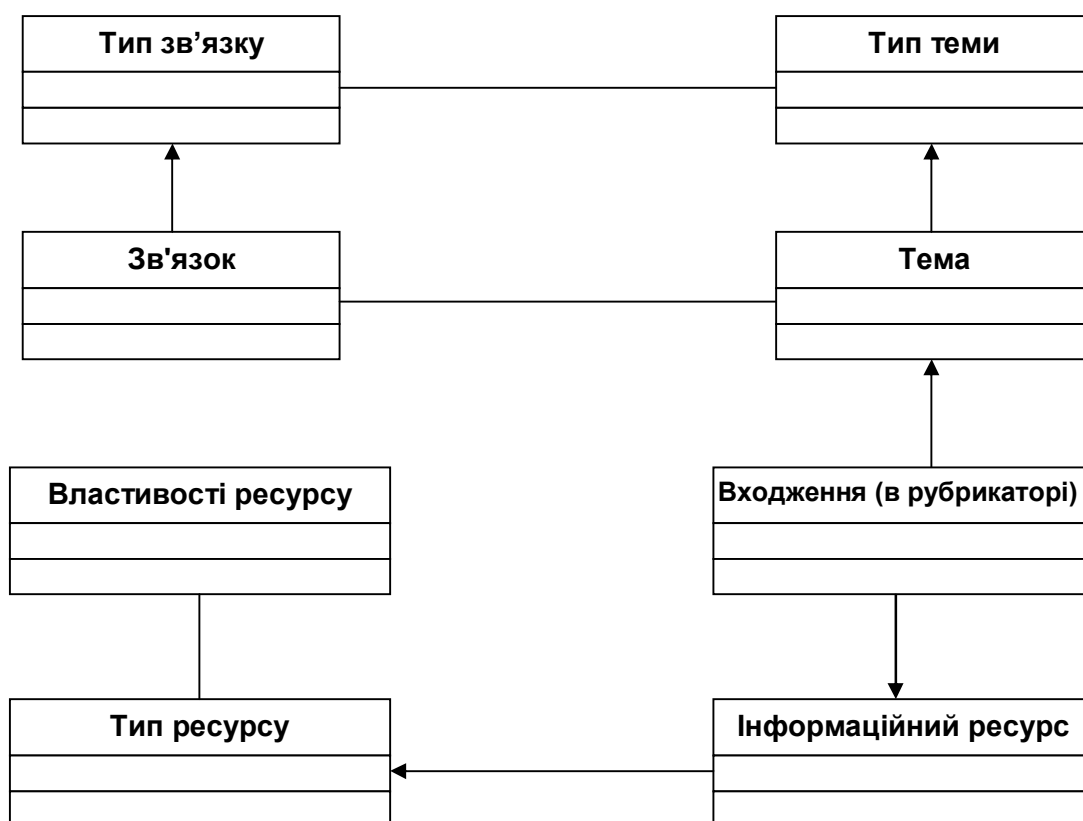 Тип зв’язку
Тип теми
Зв'язок
Тема
Властивості ресурсу
Входження (в рубрикаторі)
Тип ресурсу
Інформаційний ресурс